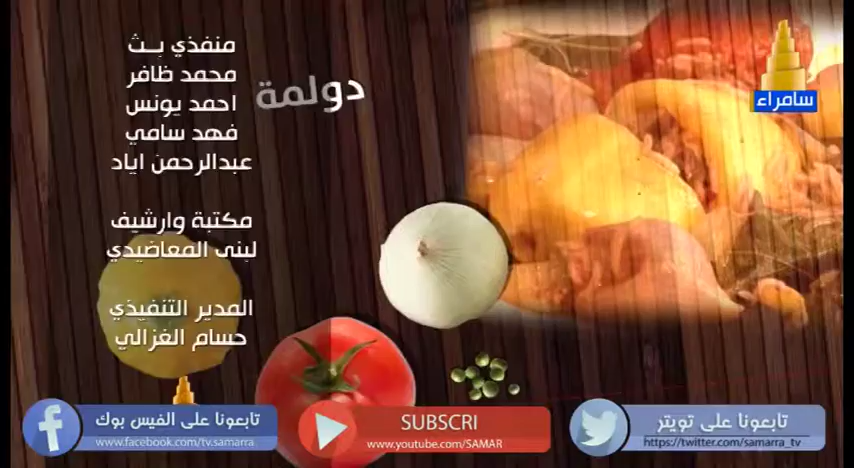 منفذي بث
محمد ظافر
احمد يونس
فهد سامي
عبدالرحمن اياد
مكتبة وارشيف
لبنى المعاضيدي
المدير التنفيذي
حسام الغزالي
دولمة
سامراء
تابعونا على الفيس بوك
www.facebook.com/tv.samarra
SUBSCRI
www.youtube.com/SAMAR
تابعونا على تويتر
https://twitter.com/samarra_tv